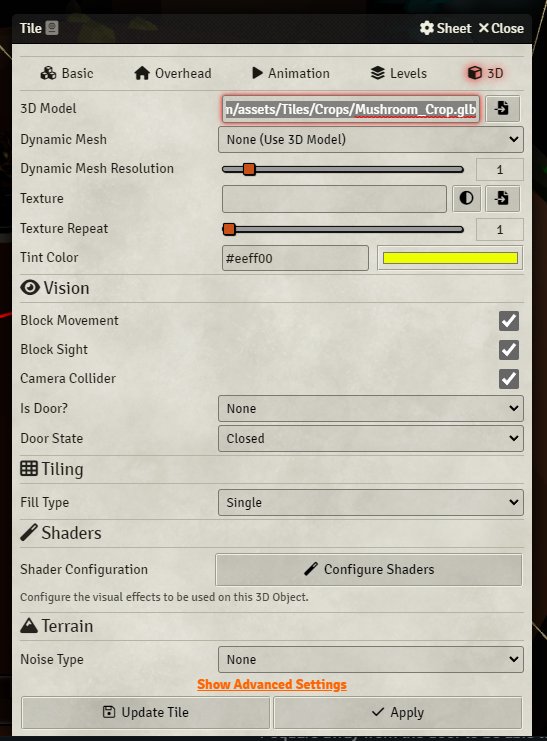 Tile Sheet Close
Basic Overhead Animation Levels 3D
3D Model n/assets/Tiles/Crops/Mushroom_Crop.glb
Dynamic Mesh None (Use 3D Model)
Dynamic Mesh Resolution 1
Texture
Texture Repeat 1
Tint Color #eeff00
Vision
Block Movement
Block Sight
Camera Collider
Is Door? None
Door State Closed
Tiling
Fill Type Single
Shaders
Shader Configuration Configure Shaders
Configure the visual effects to be used on this 3D Object.
Terrain
Noise Type None
Show Advanced Settings
Update Tile Apply